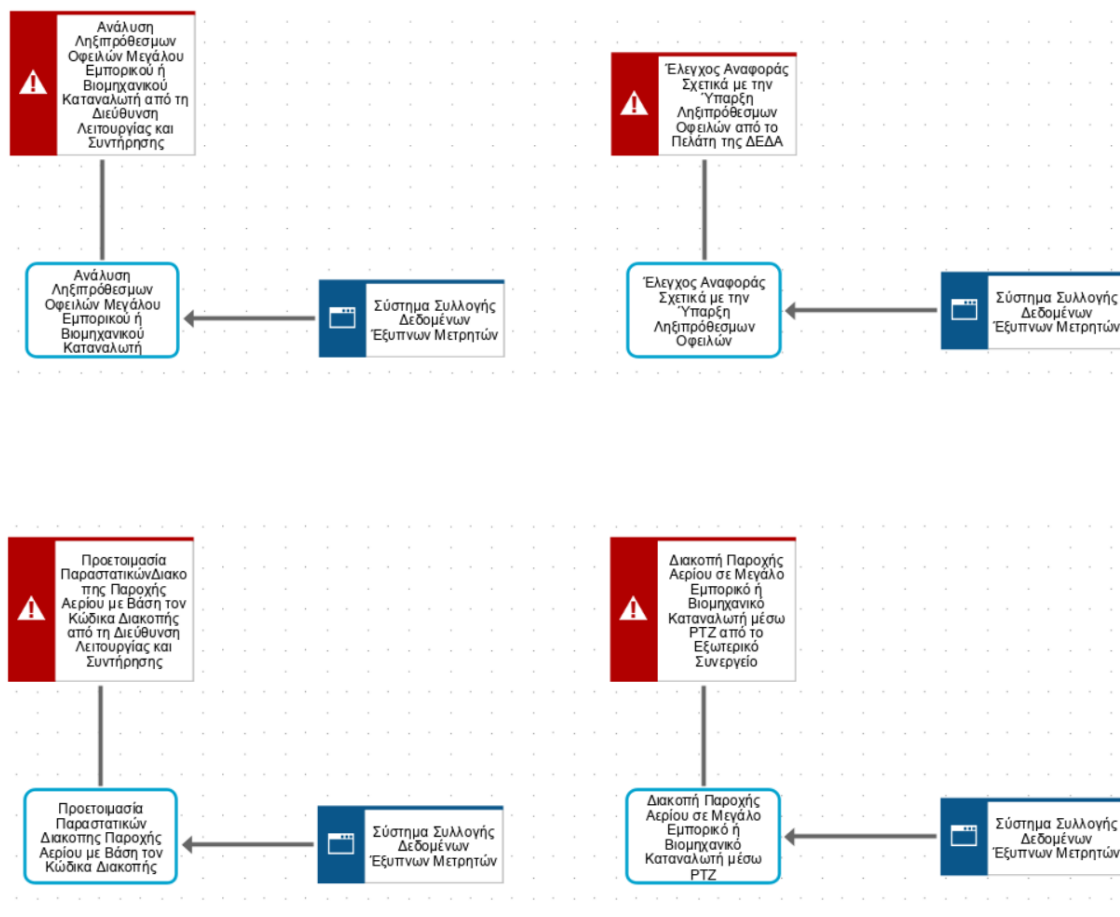 Ανάλυση
Ληξιπρόθεσμων
Οφειλών Μεγάλου
Εμπορικού ή
Βιομηχανικού
Καταναλωτή από τη
Διεύθυνση
Λειτουργίας και
Συντήρησης
Έλεγχος Αναφοράς
Σχετικά με την
Ύπαρξη
Ληξιπρόθεσμων
Οφειλών από το
Πελάτη της ΔΕΔΑ
Ανάλυση
Ληξιπρόθεσμων
Οφειλών Μεγάλου
Εμπορικού ή
Βιομηχανικού
Καταναλωτή
Σύστημα Συλλογής
Δεδομένων
Έξυπνων Μετρητών
Έλεγχος Αναφοράς
Σχετικά με την
Ύπαρξη
Ληξιπρόθεσμων
Οφειλών
Σύστημα Συλλογής
Δεδομένων
Έξυπνων Μετρητών
Προετοιμασία
ΠαραστατικώνΔιακο
πης Παροχής
Αερίου με Βάση τον
Κώδικα Διακοπής
από τη Διεύθυνση
Λειτουργίας και
Συντήρησης
Διακοπή Παροχής
Αερίου σε Μεγάλο
Εμπορικό ή
Βιομηχανικό
Καταναλωτή μέσω
PTZ από το
Εξωτερικό
Συνεργείο
Προετοιμασία
Παραστατικών
Διακοπης Παροχής
Αερίου με Βάση τον
Κώδικα Διακοπής
Σύστημα Συλλογής
Δεδομένων
Έξυπνων Μετρητών
Διακοπή Παροχής
Αερίου σε Μεγάλο
Εμπορικό ή
Βιομηχανικό
Καταναλωτή μέσω
PTZ
Σύστημα Συλλογής
Δεδομένων
Έξυπνων Μετρητών